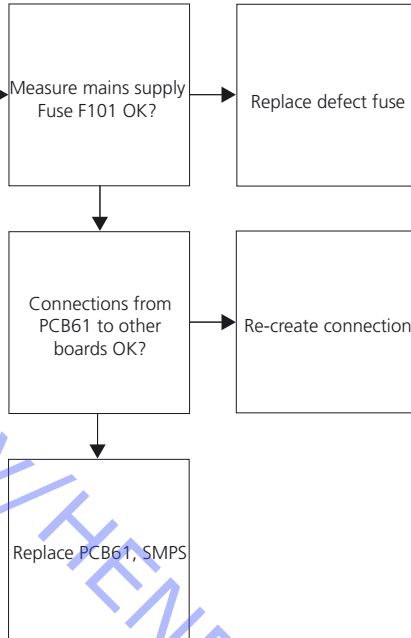 Measure mains supply
Fuse F101 OK?
Replace defect fuse
Connections from
PCB61 to other
boards OK?
Re-create connection
Replace PCB61, SMPS